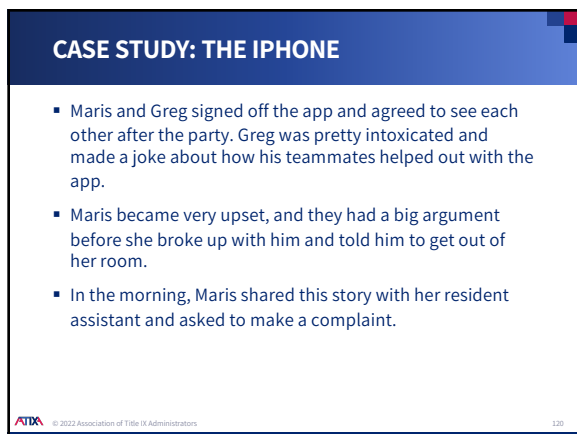 CASE STUDY: THE IPHONE
▪ Maris and Greg signed off the app and agreed to see each
other after the party. Greg was pretty intoxicated and
made a joke about how his teammates helped out with the
app.
▪ Maris became very upset, and they had a big argument
before she broke up with him and told him to get out of
her room.
▪ In the morning, Maris shared this story with her resident
assistant and asked to make a complaint.
ATIXA © 2022 Association of Title IX Administrators 120